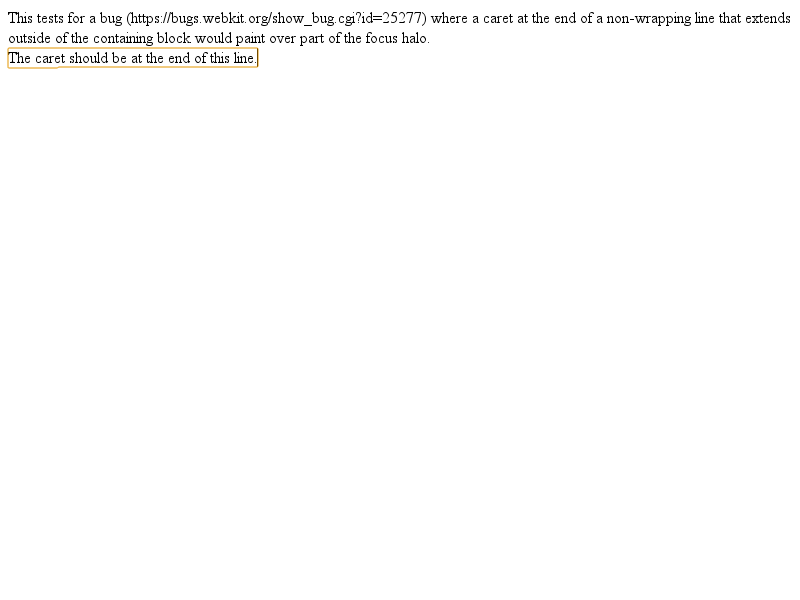 This tests for a bug (https://bugs.webkit.org/show_bug.cgi?id=25277) where a caret at the end of a non-wrapping line that extends
outside of the containing block would paint over part of the focus halo.
The caret should be at the end of this line.